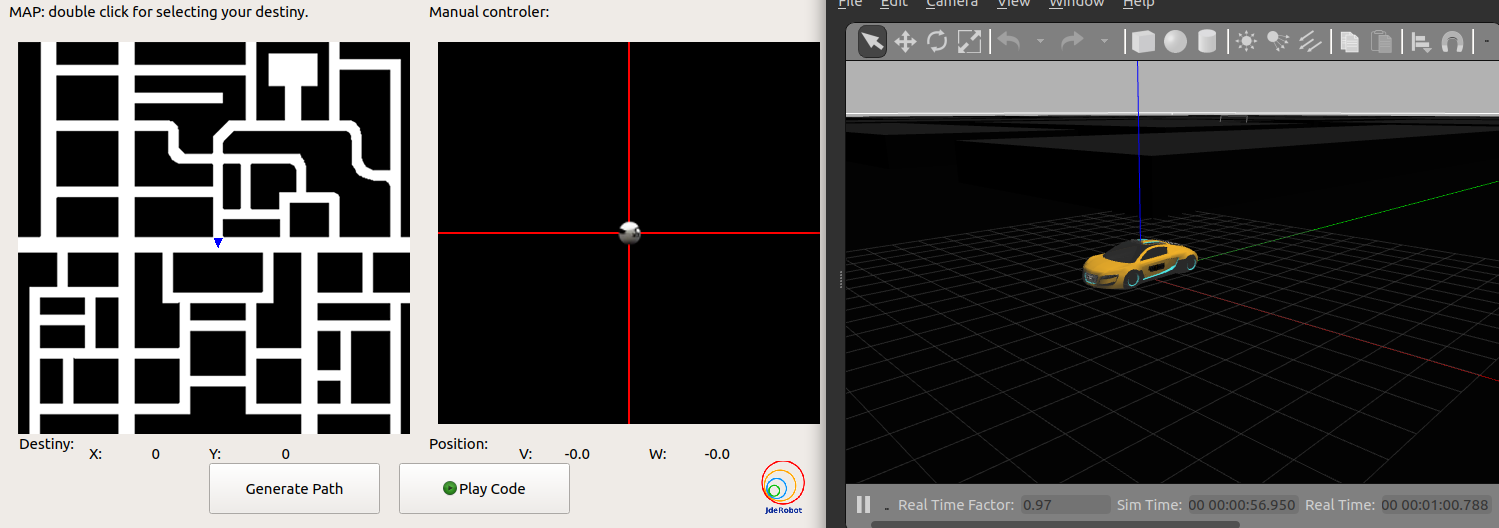 MAP: double click for selecting your destiny.
Manual controler:
File Edit Camera View Window Help
Destiny: X: 0 Y: 0
Position: V: -0.0 W: -0.0
Generate Path
Play Code
JdeRobot
Real Time Factor: 0.97 Sim Time: 00 00:00:56.950 Real Time: 00 00:01:00.788